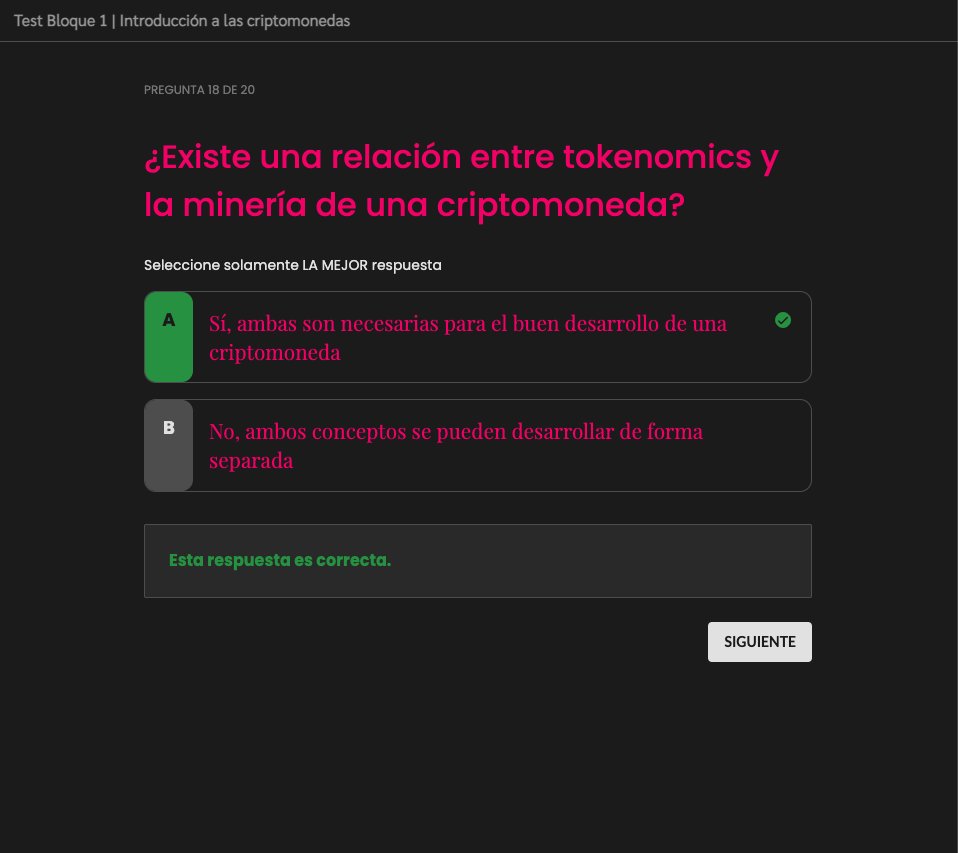 Test Bloque 1 | Introducción a las criptomonedas
PREGUNTA 18 DE 20
¿Existe una relación entre tokenomics y
la minería de una criptomoneda?
Seleccione solamente LA MEJOR respuesta
A
Sí, ambas son necesarias para el buen desarrollo de una
criptomoneda
B
No, ambos conceptos se pueden desarrollar de forma
separada
Esta respuesta es correcta.
SIGUIENTE